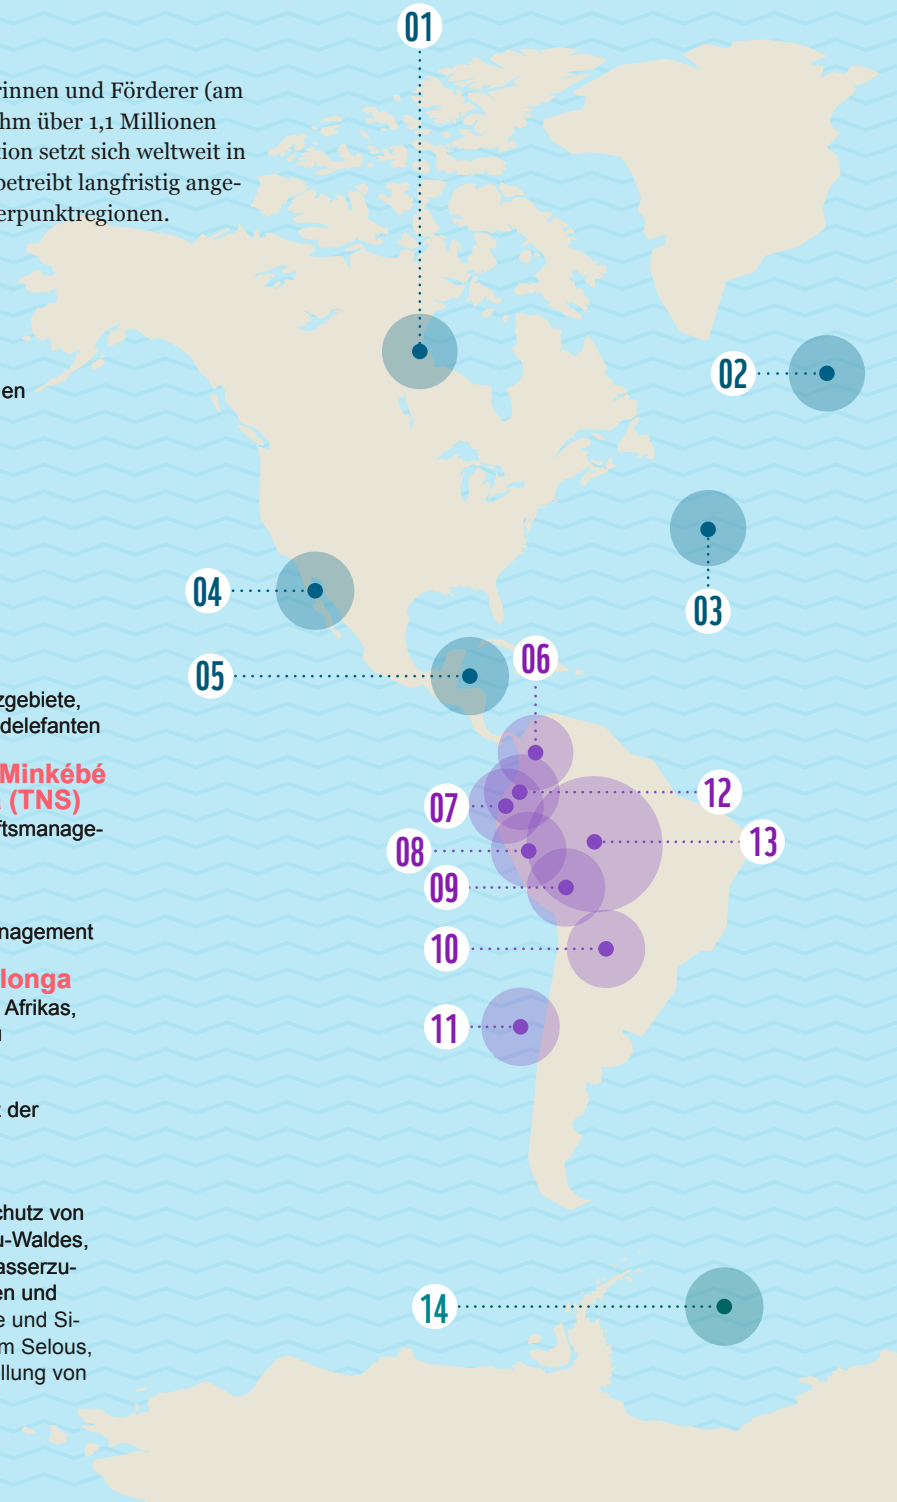 01
rinnen und Förderer (am
hm über 1,1 Millionen
tion setzt sich weltweit in
betreibt langfristig ange-
erpunktregionen.
02
en
03
04
05
06
zgebiete,
delefanten
Minkébé
(TNS)
ftsmanage-
07
12
13
08
09
nagement
10
longa
Afrikas,
11
t der
chutz von
u-Waldes,
asserzu-
en und
e und Si-
m Selous,
llung von
14